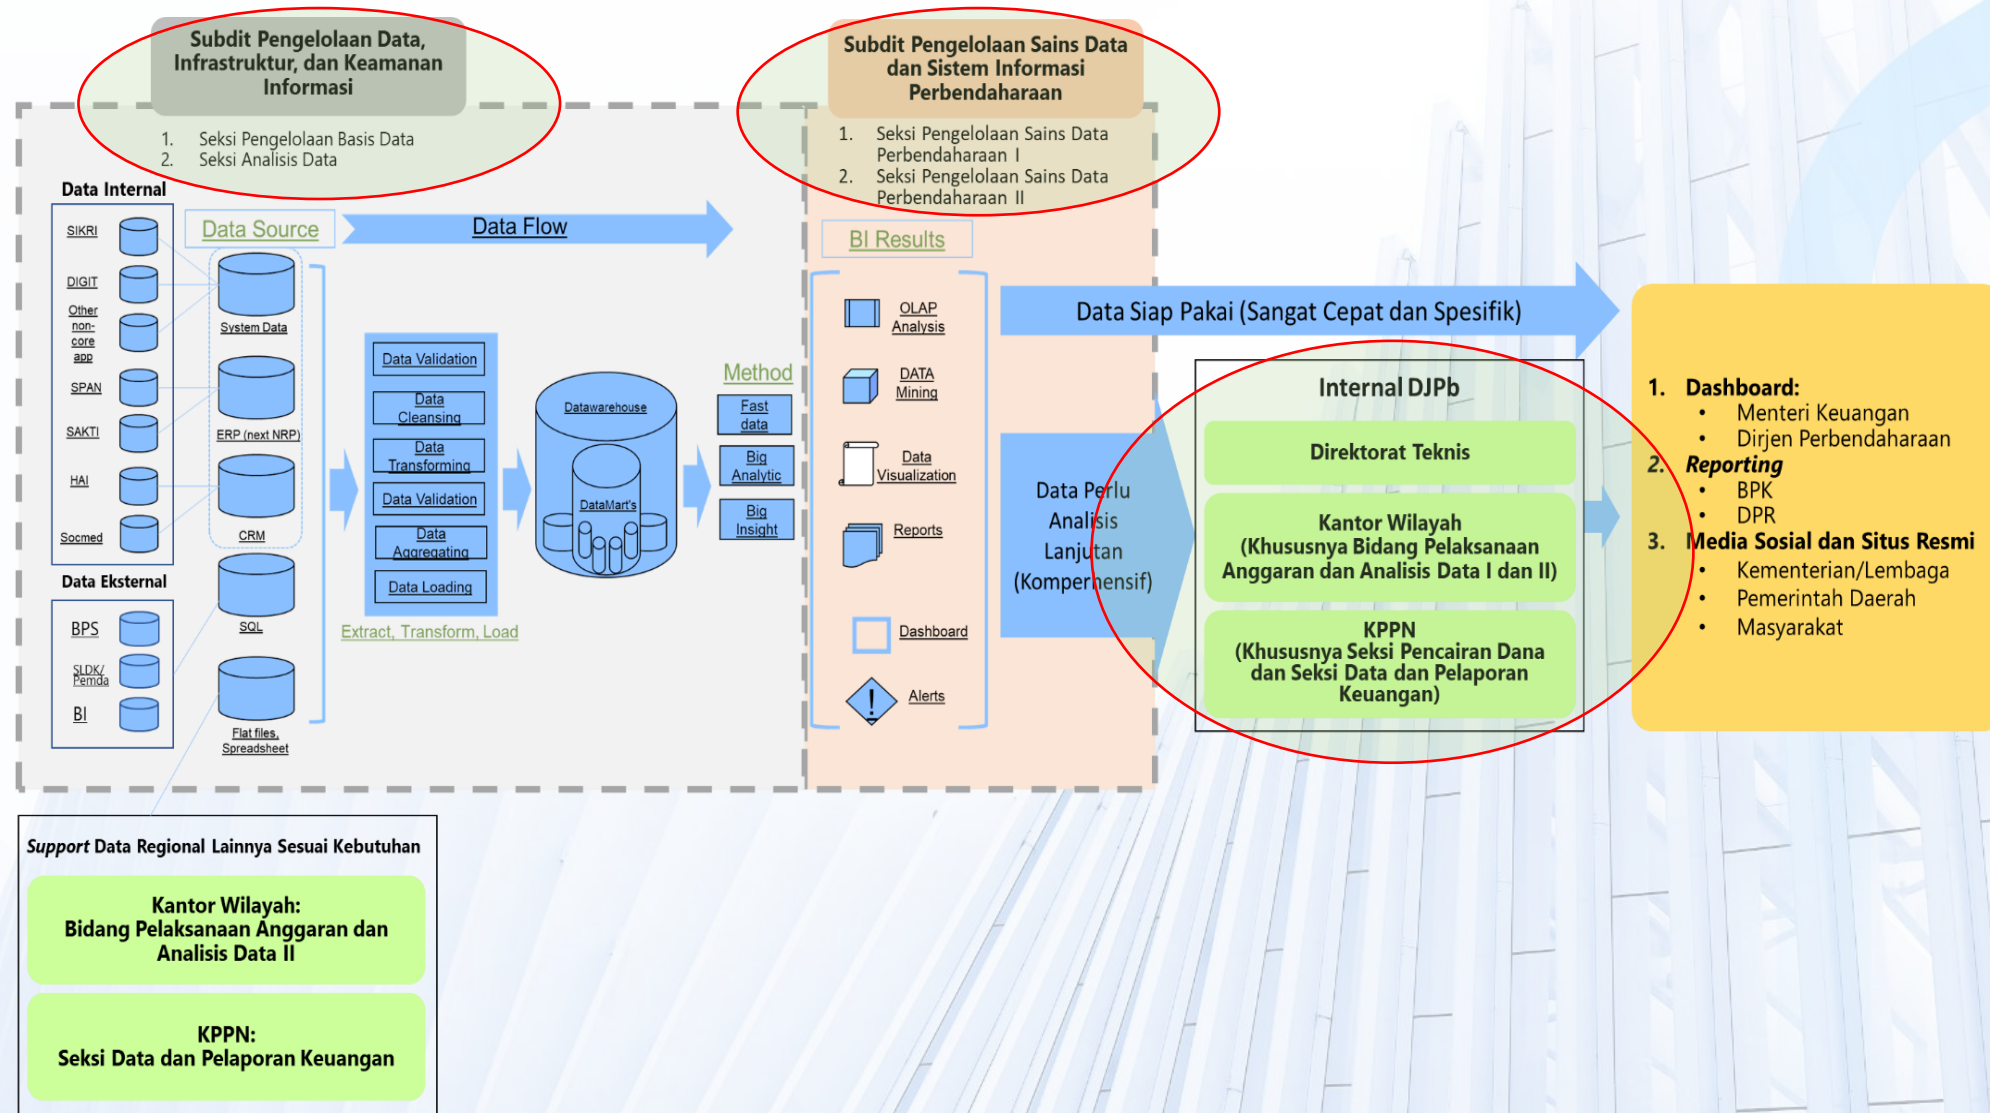 Subdit Pengelolaan Data,
Infrastruktur, dan Keamanan
Informasi
1. Seksi Pengelolaan Basis Data
2. Seksi Analisis Data
Subdit Pengelolaan Sains Data
dan Sistem Informasi
Perbendaharaan
1. Seksi Pengelolaan Sains Data
Perbendaharaan I
2. Seksi Pengelolaan Sains Data
Perbendaharaan II
Data Internal
SIKRI
DIGIT
Other
non-
core
app
SPAN
SAKTI
HAI
Socmed
Data Eksternal
BPS
SLDK/
Pemda
BI
Data Source
System Data
ERP (next NRP)
CRM
SQL
Flat files,
Spreadsheet
Data Flow
Data Validation
Data
Cleansing
Data
Transforming
Data Validation
Data
Aggregating
Data Loading
Extract, Transform, Load
Datawarehouse
DataMart's
Method
Fast
data
Big
Analytic
Big
Insight
BI Results
OLAP
Analysis
DATA
Mining
Data
Visualization
Reports
Dashboard
!
Alerts
Data Siap Pakai (Sangat Cepat dan Spesifik)
Data Perlu
Analisis
Lanjutan
(Komperhensif)
Internal DJPb
Direktorat Teknis
Kantor Wilayah
(Khususnya Bidang Pelaksanaan
Anggaran dan Analisis Data I dan II)
KPPN
(Khususnya Seksi Pencairan Dana
dan Seksi Data dan Pelaporan
Keuangan)
1. Dashboard:
• Menteri Keuangan
• Dirjen Perbendaharaan
2. Reporting
• BPK
• DPR
3. Media Sosial dan Situs Resmi
• Kementerian/Lembaga
• Pemerintah Daerah
• Masyarakat
Support Data Regional Lainnya Sesuai Kebutuhan
Kantor Wilayah:
Bidang Pelaksanaan Anggaran dan
Analisis Data II
KPPN:
Seksi Data dan Pelaporan Keuangan